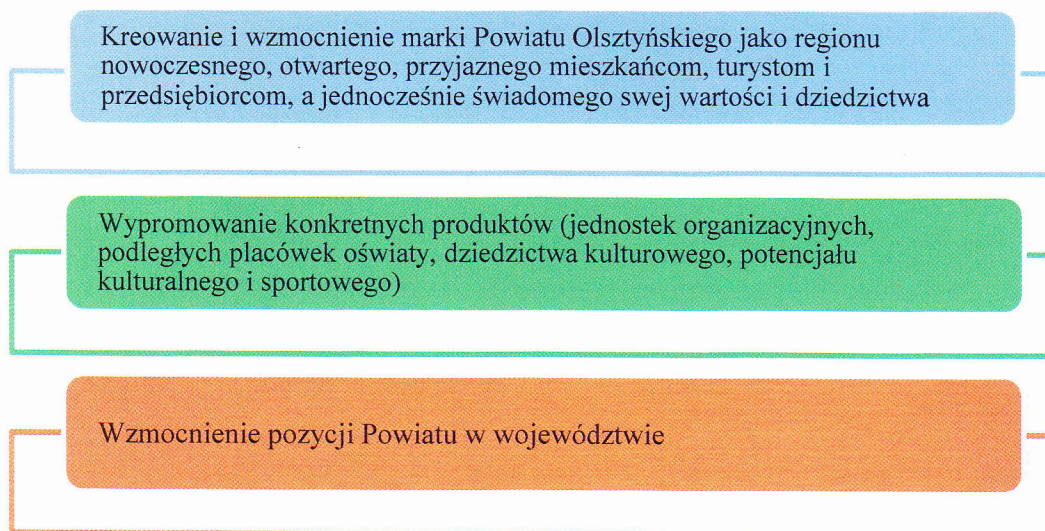 Kreowanie i wzmocnienie marki Powiatu Olsztyńskiego jako regionu
nowoczesnego, otwartego, przyjaznego mieszkańcom, turystom i
przedsiębiorcom, a jednocześnie świadomego swej wartości i dziedzictwa
Wypromowanie konkretnych produktów (jednostek organizacyjnych,
podległych placówek oświaty, dziedzictwa kulturowego, potencjału
kulturalnego i sportowego)
Wzmocnienie pozycji Powiatu w województwie